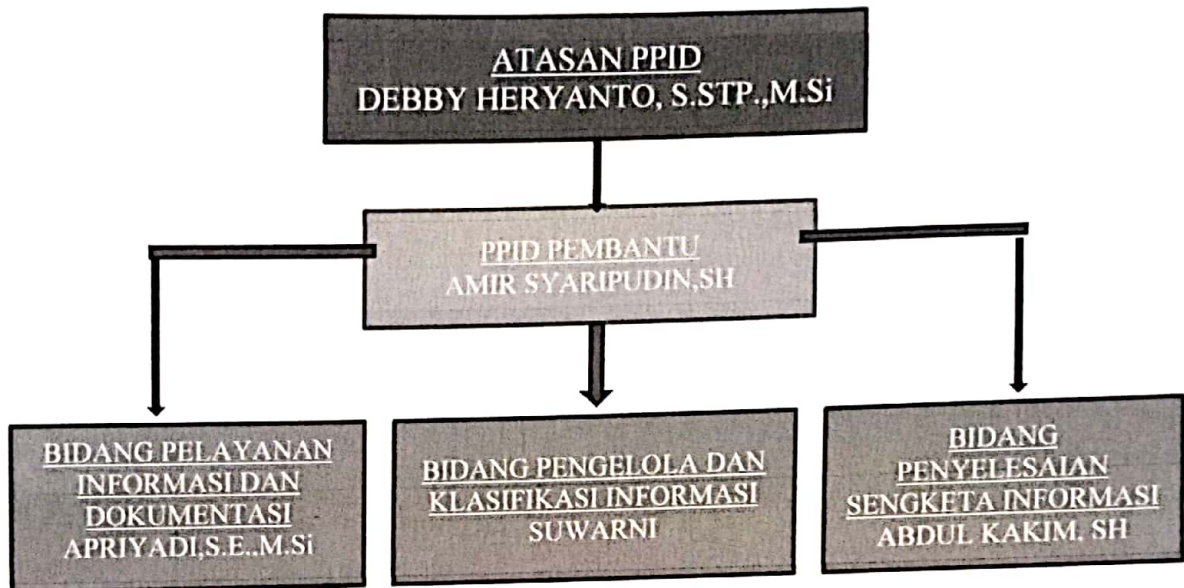 ATASAN PPID
DEBBY HERYANTO, S.STP.,M.Si
PPID PEMBANTU
AMIR SYARIPUDIN,SH
BIDANG PELAYANAN
INFORMASI DAN
DOKUMENTASI
APRIYADI,S.E.,M.Si
BIDANG PENGELOLA DAN
KLASIFIKASI INFORMASI
SUWARNI
BIDANG
PENYELESAIAN
SENGKETA INFORMASI
ABDUL KAKIM, SH